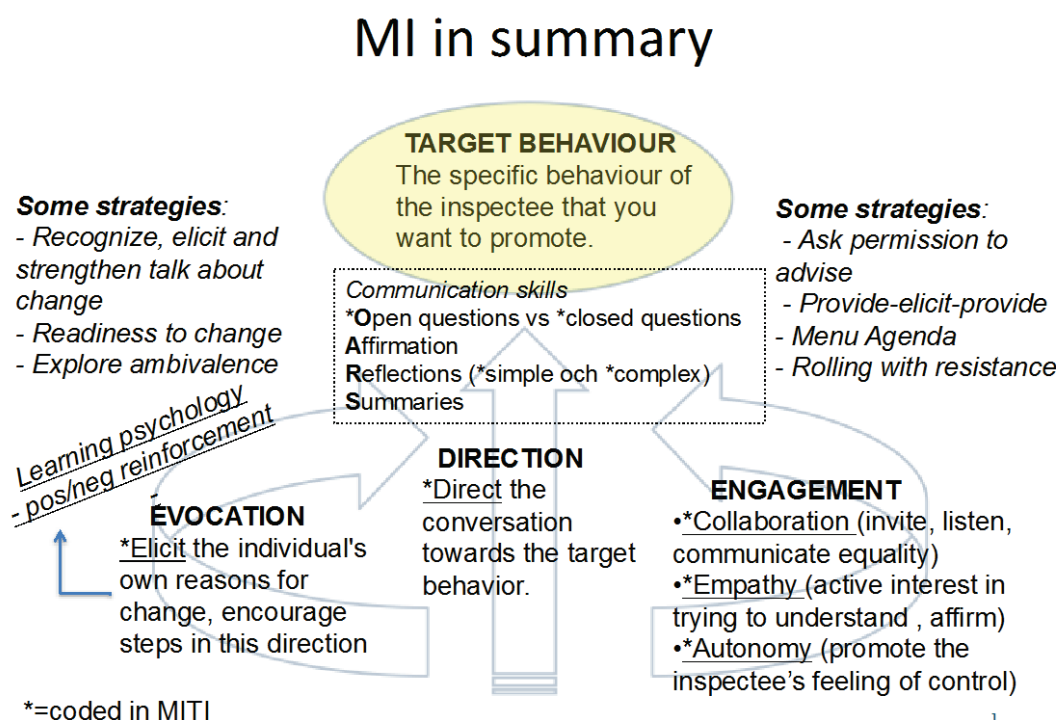 MI in summary
TARGET BEHAVIOUR
The specific behaviour of
the inspectee that you
want to promote.
Some strategies:
- Recognize, elicit and
strengthen talk about
change
- Readiness to change
- Explore ambivalence
Some strategies:
- Ask permission to
advise
- Provide-elicit-provide
- Menu Agenda
- Rolling with resistance
Communication skills
*Open questions vs *closed questions
Affirmation
Reflections (*simple och *complex)
Summaries
Learning psychology
- pos/neg reinforcement
-
EVOCATION
*Elicit the individual's
own reasons for
change, encourage
steps in this direction
DIRECTION
*Direct the
conversation
towards the target
behavior.
ENGAGEMENT
•*Collaboration (invite, listen,
communicate equality)
•*Empathy (active interest in
trying to understand , affirm)
•*Autonomy (promote the
inspectee’s feeling of control)
*=coded in MITI